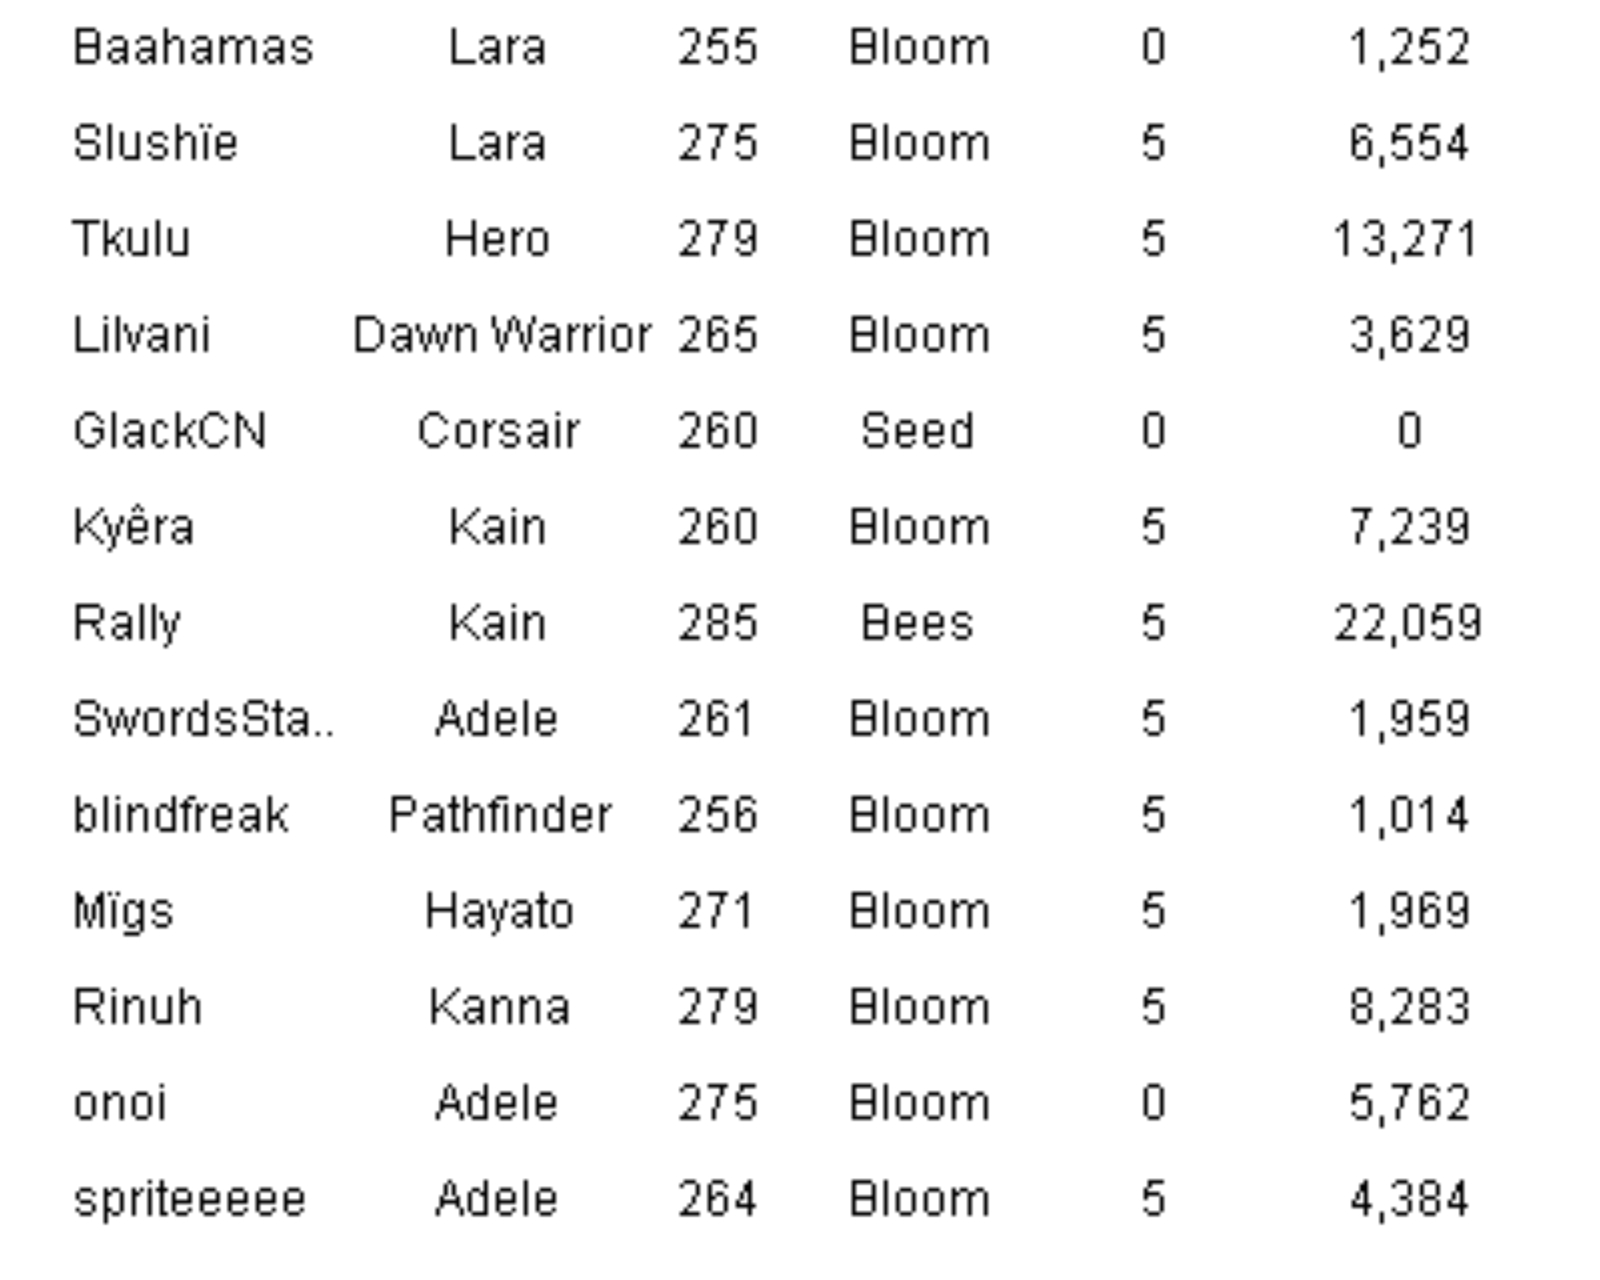 Baahamas Lara 255 Bloom 0 1,252
Slushïe Lara 275 Bloom 5 6,554
Tkulu Hero 279 Bloom 5 13,271
Lilvani Dawn Warrior 265 Bloom 5 3,629
GlackCN Corsair 260 Seed 0 0
Kyêra Kain 260 Bloom 5 7,239
Rally Kain 285 Bees 5 22,059
SwordsSta.. Adele 261 Bloom 5 1,959
blindfreak Pathfinder 256 Bloom 5 1,014
Mïgs Hayato 271 Bloom 5 1,969
Rinuh Kanna 279 Bloom 5 8,283
onoi Adele 275 Bloom 0 5,762
spriteeeee Adele 264 Bloom 5 4,384